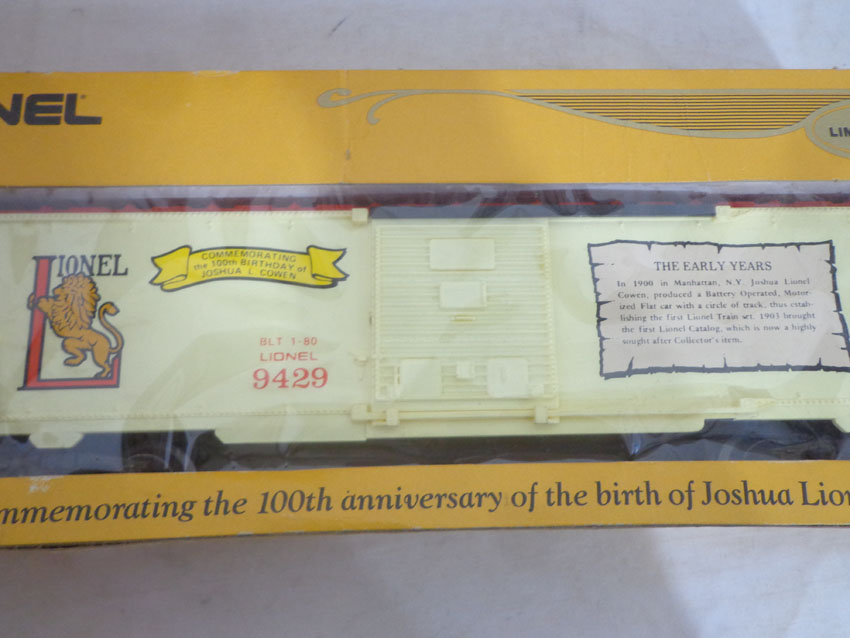 NEL
LIM
LIONEL
COMMEMORATING
the 100th BIRTHDAY of
JOSHUA L. COWEN
BLT 1-80
LIONEL
9429
THE EARLY YEARS
In 1900 in Manhattan, N.Y. Joshua Lionel
Cowen, produced a Battery Operated, Motor-
ized Flat car with a circle of track, thus estab-
lishing the first Lionel Train set. 1903 brought
the first Lionel Catalog, which is now a highly
sought after Collector's item.
mmemorating the 100th anniversary of the birth of Joshua Lion